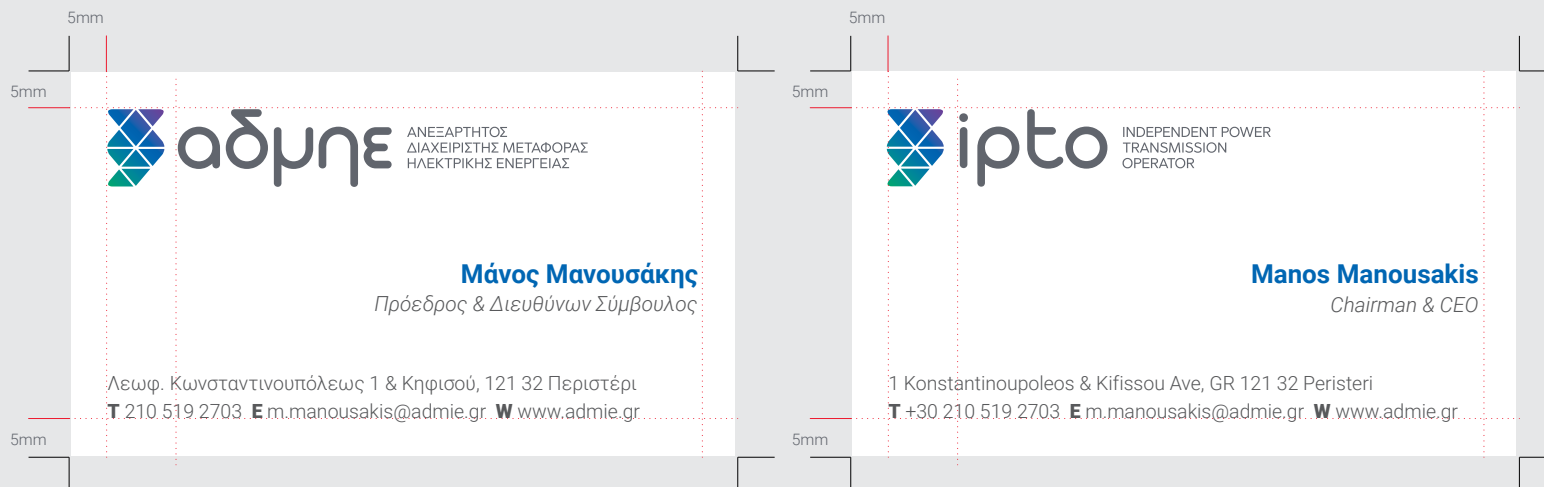 5mm
5mm
αδμηε
ΑΝΕΞΑΡΤΗΤΟΣ
ΔΙΑΧΕΙΡΙΣΤΗΣ ΜΕΤΑΦΟΡΑΣ
ΗΛΕΚΤΡΙΚΗΣ ΕΝΕΡΓΕΙΑΣ
Μάνος Μανουσάκης
Πρόεδρος & Διευθύνων Σύμβουλος
Λεωφ. Κωνσταντινουπόλεως 1 & Κηφισού, 121 32 Περιστέρι
T 210 519 2703 E m.manousakis@admie.gr W www.admie.gr
5mm
5mm
5mm
ipto
INDEPENDENT POWER
TRANSMISSION
OPERATOR
Manos Manousakis
Chairman & CEO
1 Konstantinoupoleos & Kifissou Ave, GR 121 32 Peristeri
T +30 210 519 2703 E m.manousakis@admie.gr W www.admie.gr
5mm